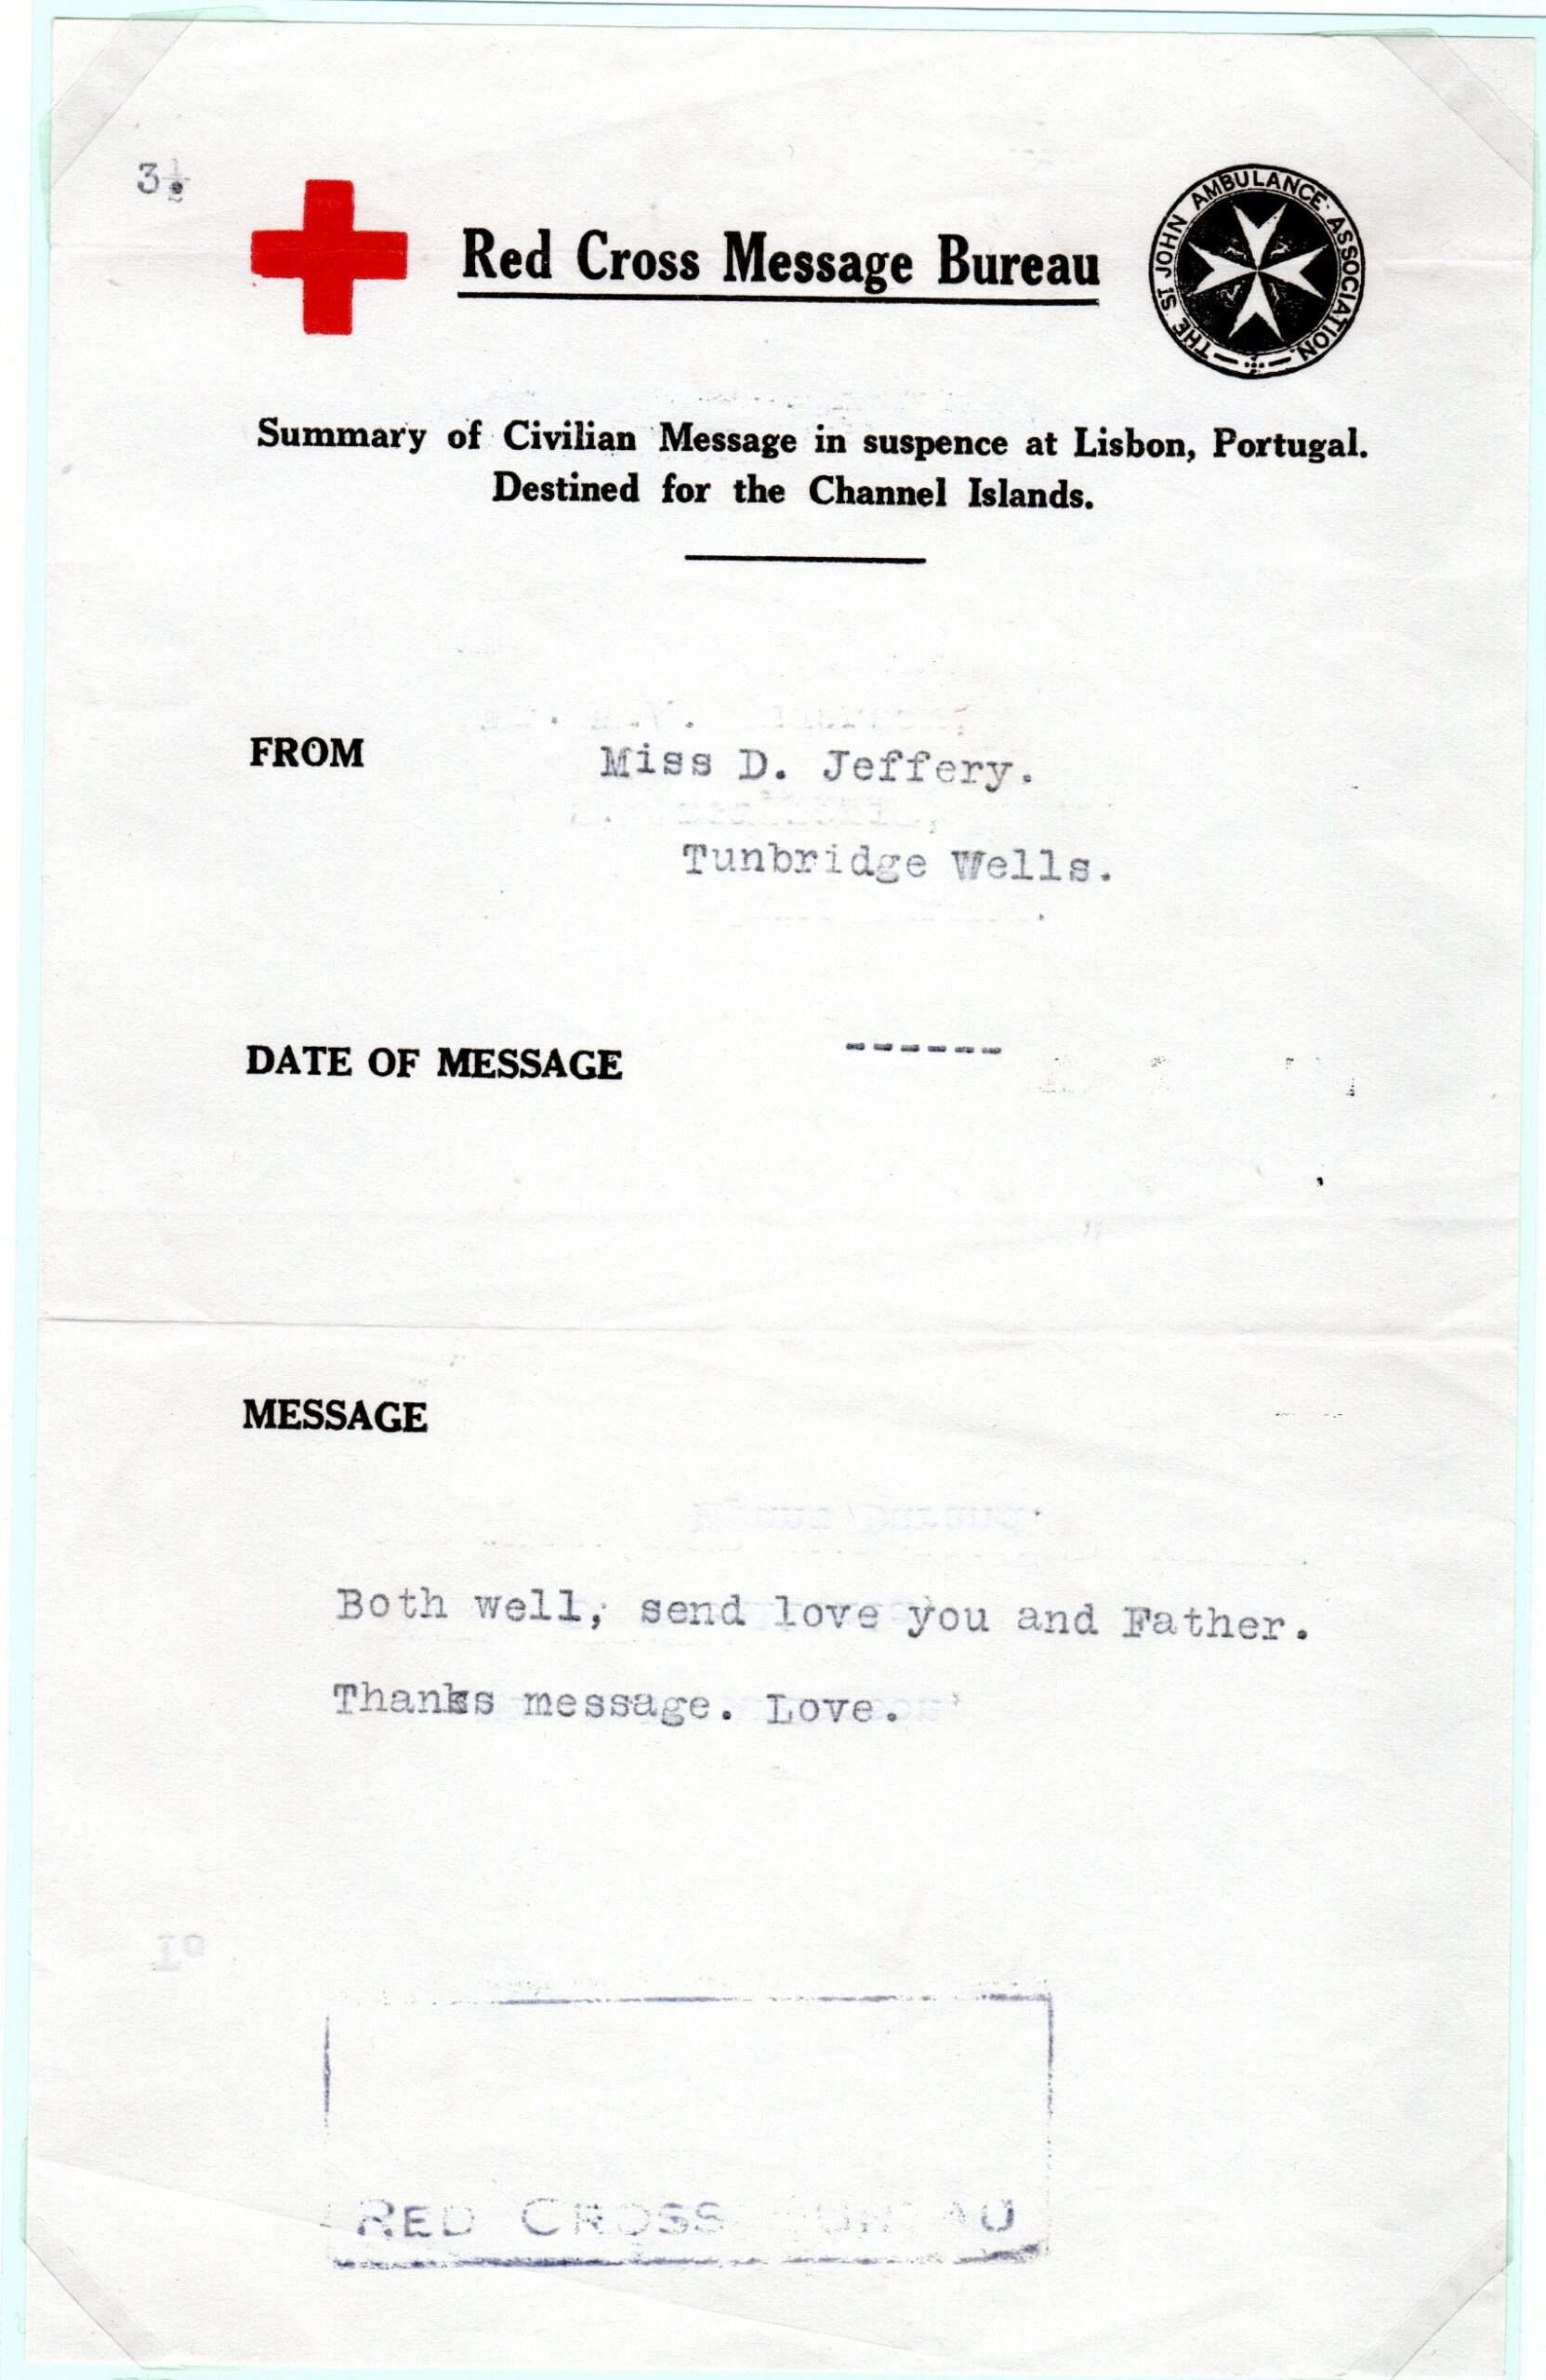 3½
Red Cross Message Bureau
THE ST JOHN AMBULANCE ASSOCIATION.
Summary of Civilian Message in suspence at Lisbon, Portugal.
Destined for the Channel Islands.
FROM
Miss D. Jeffery.
Tunbridge Wells.
DATE OF MESSAGE ------
MESSAGE
Both well, send love you and Father.
Thanks message. Love.
RED CROSS BUREAU